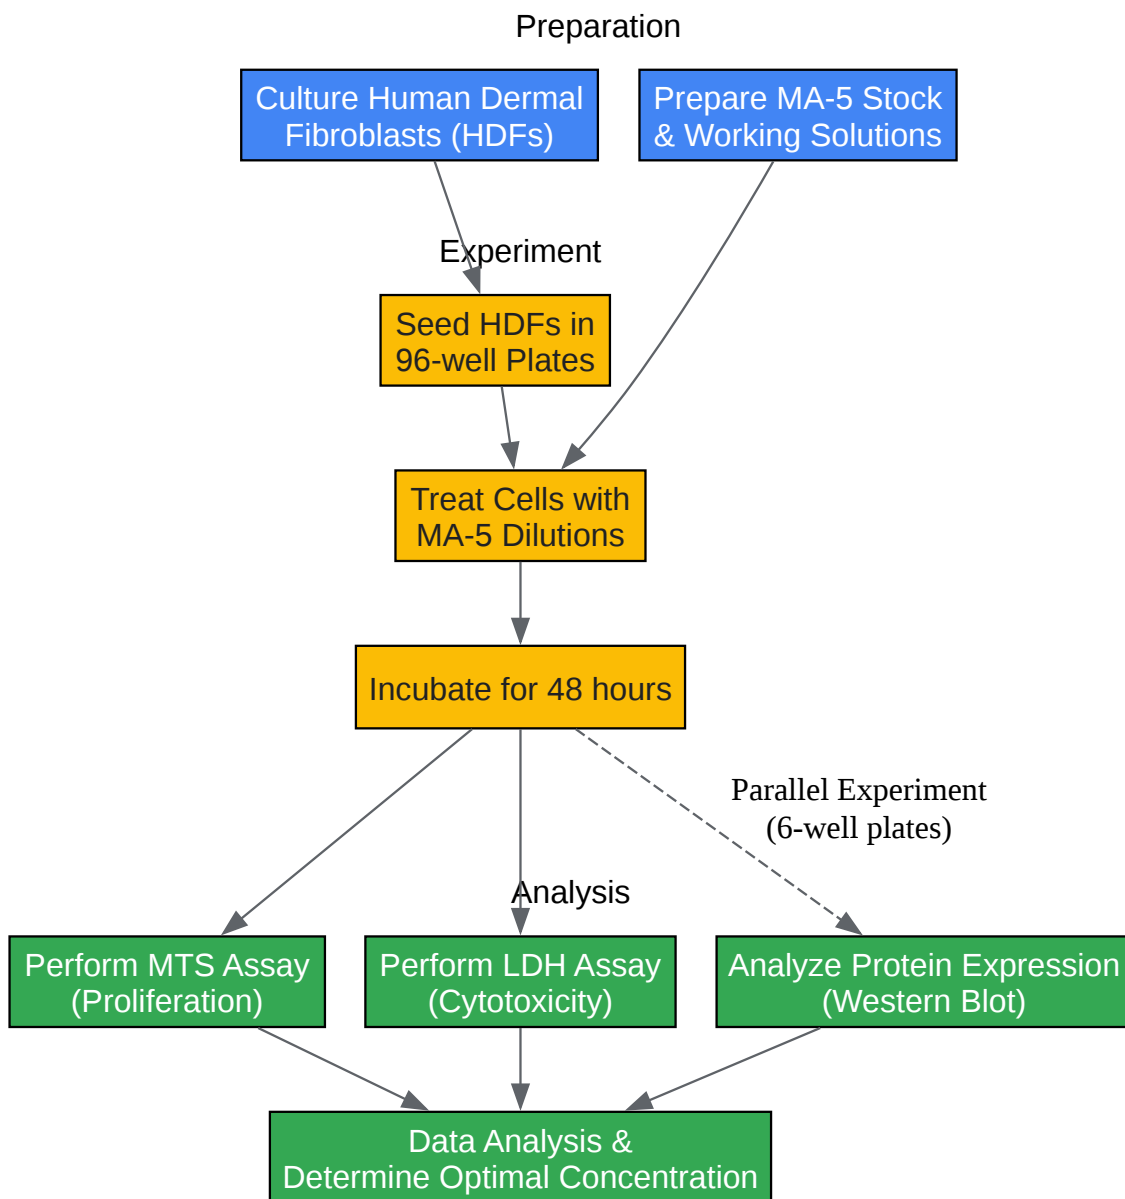 Preparation
Culture Human Dermal
Fibroblasts (HDFs)
Prepare MA-5 Stock
& Working Solutions
Experiment
Seed HDFs in
96-well Plates
Treat Cells with
MA-5 Dilutions
Incubate for 48 hours
Parallel Experiment
(6-well plates)
Analysis
Perform MTS Assay
(Proliferation)
Perform LDH Assay
(Cytotoxicity)
Analyze Protein Expression
(Western Blot)
Data Analysis &
Determine Optimal Concentration